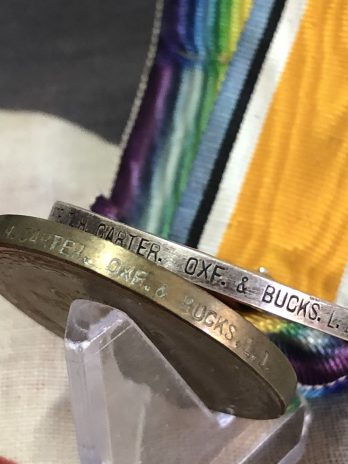 H. CARTER. OXF. & BUCKS. L.
H. CARTER. OXF. & BUCKS. L.I.